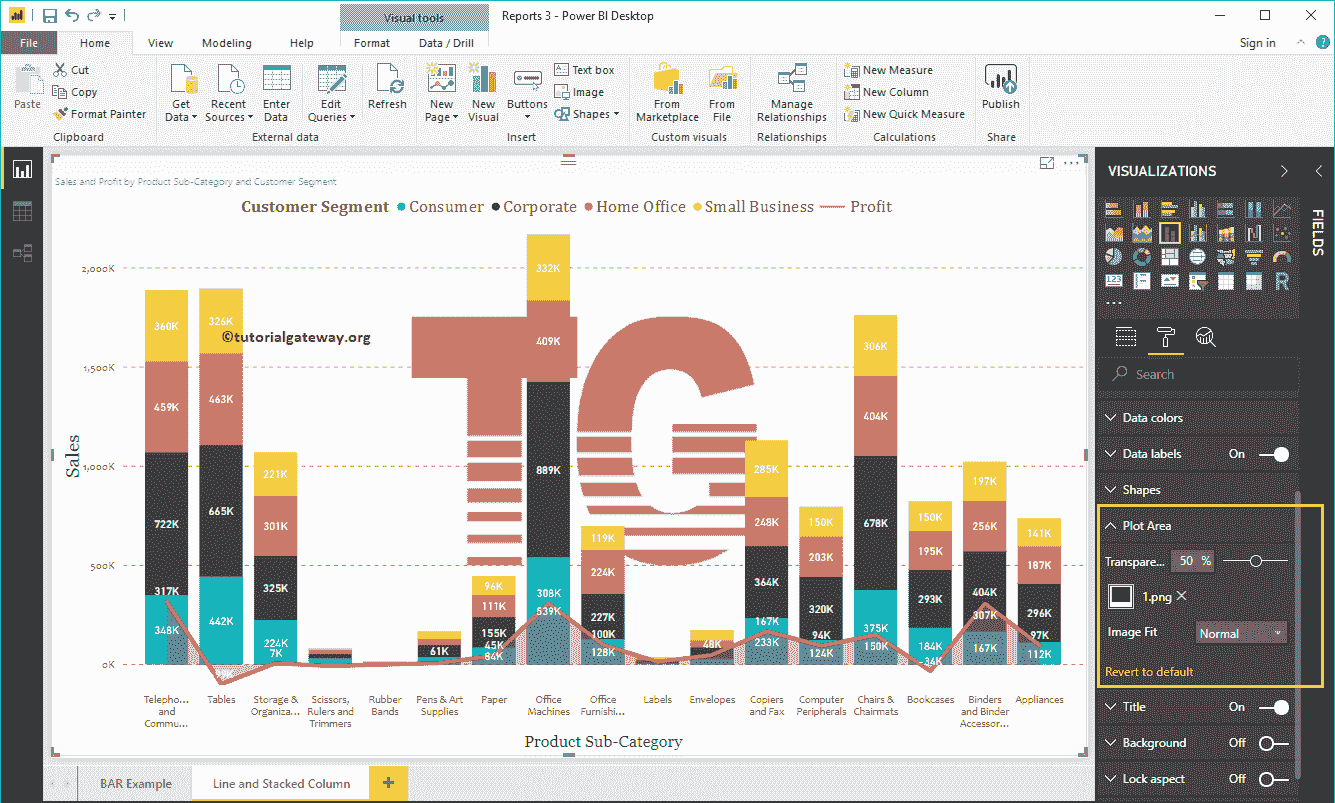 Reports 3 - Power BI Desktop
Visual tools
File Home View Modeling Help Format Data / Drill Sign in
Paste
Cut
Copy
Format Painter
Clipboard
Get Data
Recent Sources
Enter Data
Edit Queries
External data
Refresh
New Page
New Visual
Buttons
Text box
Image
Shapes
Insert
From Marketplace
From File
Custom visuals
Manage Relationships
Relationships
New Measure
New Column
New Quick Measure
Calculations
Publish
Share
Sales and Profit by Product Sub-Category and Customer Segment
Customer Segment Consumer Corporate Home Office Small Business Profit
©tutorialgateway.org
TG
Sales
2,000K
1,500K
1,000K
500K
0K
360K
459K
722K
317K
348K
326K
463K
665K
442K
221K
301K
325K
224K
7K
61K
96K
111K
155K
45K
84K
332K
409K
889K
308K
539K
119K
224K
227K
100K
128K
48K
285K
248K
364K
167K
233K
150K
203K
320K
94K
124K
306K
404K
678K
375K
150K
150K
195K
293K
184K
-34K
197K
256K
404K
307K
167K
141K
187K
296K
97K
112K
Telepho... and Commu...
Tables
Storage & Organiza...
Scissors, Rulers and Trimmers
Rubber Bands
Pens & Art Supplies
Paper
Office Machines
Office Furnishi...
Labels
Envelopes
Copiers and Fax
Computer Peripherals
Chairs & Chairmats
Bookcases
Binders and Binder Accessor...
Appliances
Product Sub-Category
BAR Example
Line and Stacked Column
VISUALIZATIONS
FIELDS
123
R
Search
Data colors
Data labels On
Shapes
Plot Area
Transpare... 50 %
1.png
Image Fit Normal
Revert to default
Title On
Background Off
Lock aspect Off